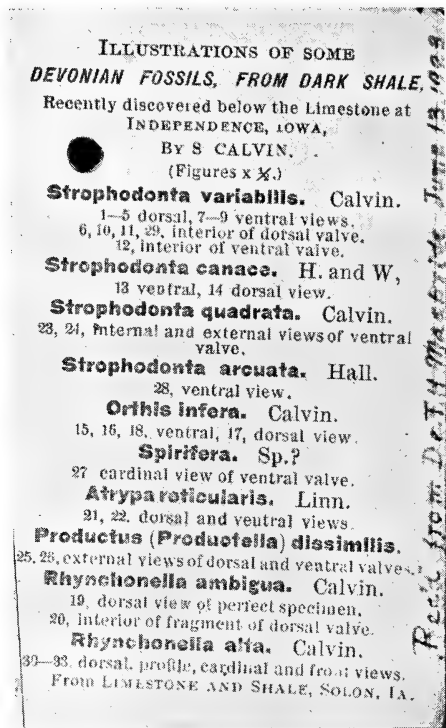 ILLUSTRATIONS OF SOME
DEVONIAN FOSSILS, FROM DARK SHALE,
Recently discovered below the Limestone at
INDEPENDENCE, IOWA,
BY S CALVIN.
(Figures x ⅘.)
Strophodonta variabilis. Calvin.
1—5 dorsal, 7—9 ventral views.
6, 10, 11, 29, interior of dorsal valve.
12, interior of ventral valve.
Strophodonta canace. H. and W,
13 ventral, 14 dorsal view.
Strophodonta quadrata. Calvin.
23, 24, internal and external views of ventral
valve.
Strophodonta arcuata. Hall.
28, ventral view.
Orthis infera. Calvin.
15, 16, 18, ventral, 17, dorsal view.
Spirifera. Sp.?
27 cardinal view of ventral valve.
Atrypa reticularis. Linn.
21, 22. dorsal and ventral views.
Productus (Productella) dissimilis.
25, 26, external views of dorsal and ventral valves.
Rhynchonella ambigua. Calvin.
19, dorsal view of perfect specimen.
20, interior of fragment of dorsal valve.
Rhynchonella alta. Calvin.
30—33, dorsal, profile, cardinal and front views.
From LIMESTONE AND SHALE, SOLON, IA.
Rec'd from Dr. T. H. Macbride June 13, 1928